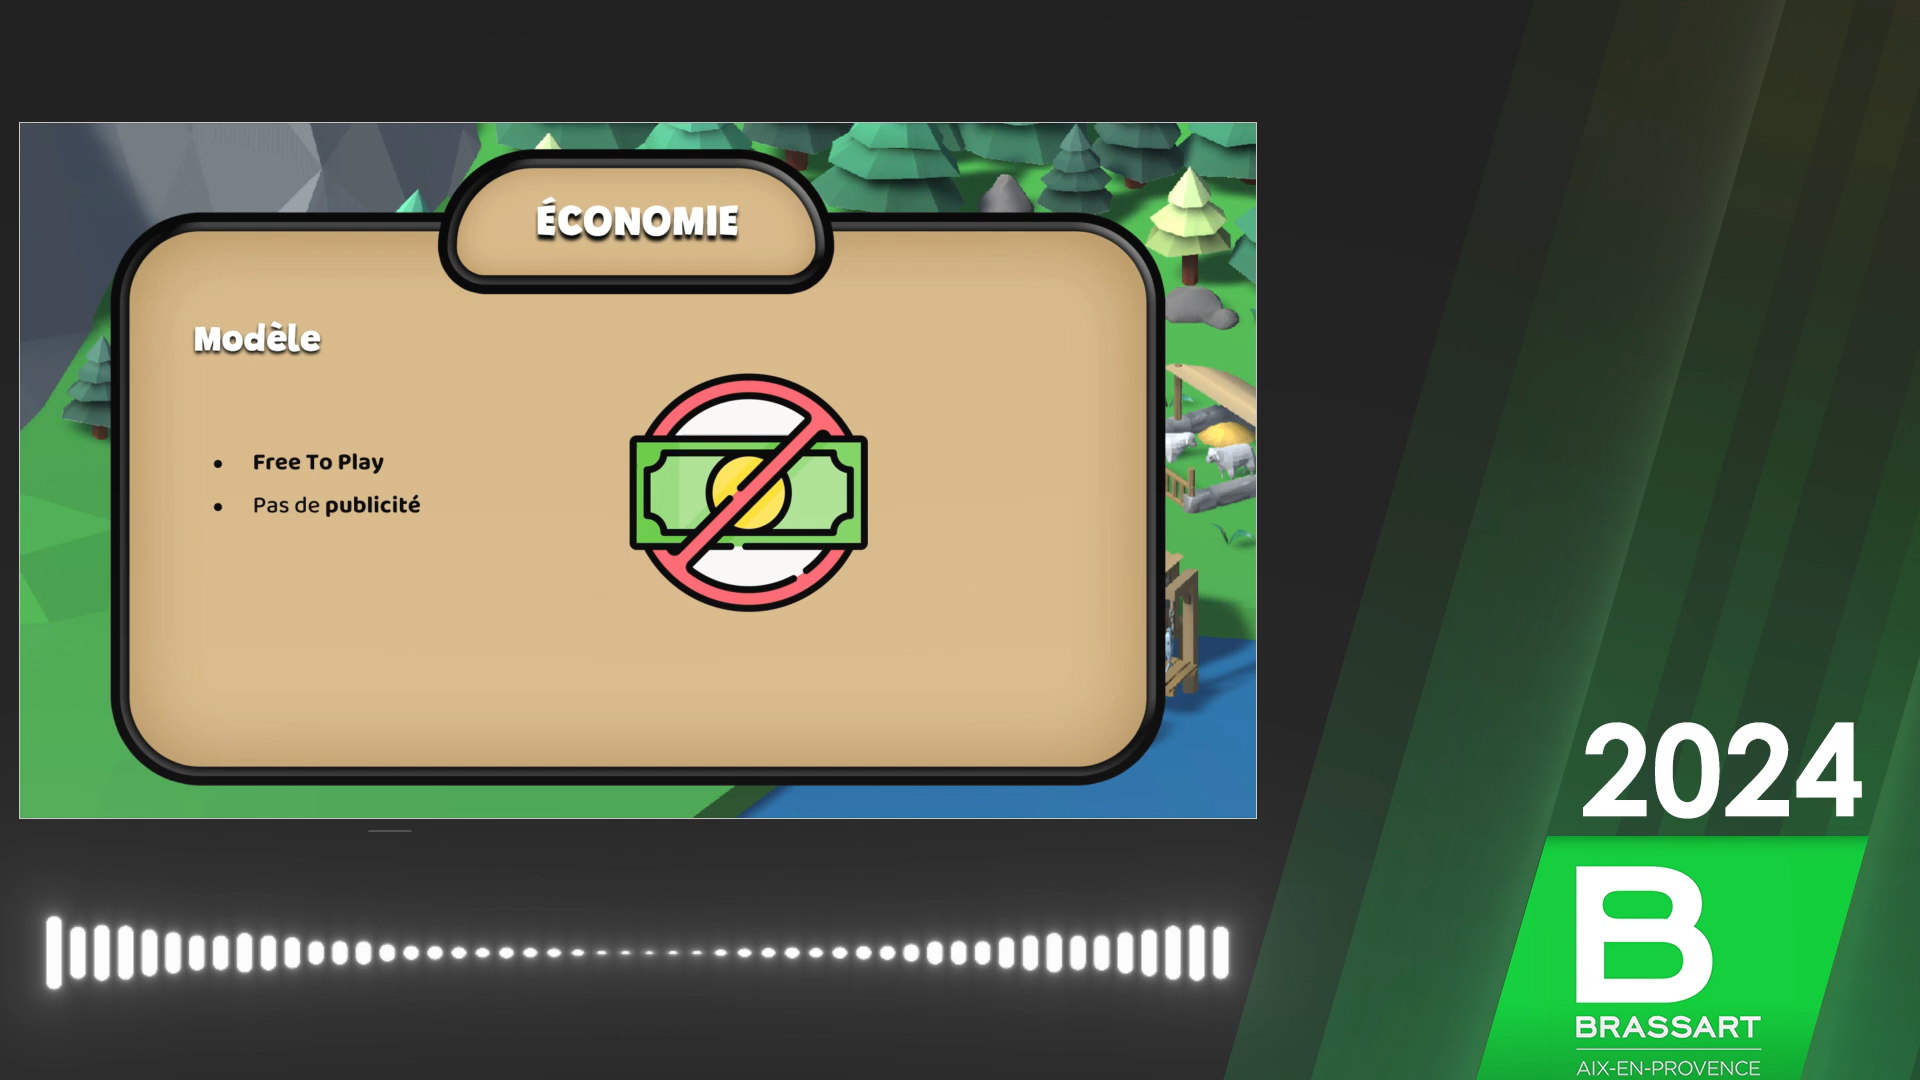 ÉCONOMIE
Modèle
• Free To Play
• Pas de publicité
2024
B
BRASSART
AIX-EN-PROVENCE